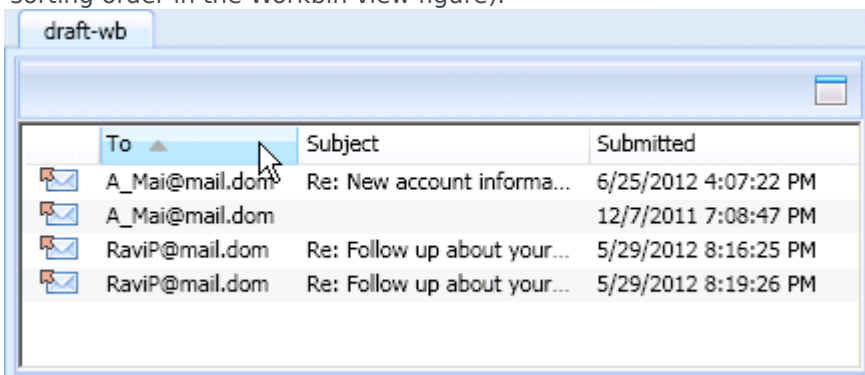 sorting order in the Workbin View figure).
draft-wb
To Subject Submitted
A_Mai@mail.dom Re: New account informa... 6/25/2012 4:07:22 PM
A_Mai@mail.dom 12/7/2011 7:08:47 PM
RaviP@mail.dom Re: Follow up about your... 5/29/2012 8:16:25 PM
RaviP@mail.dom Re: Follow up about your... 5/29/2012 8:19:26 PM